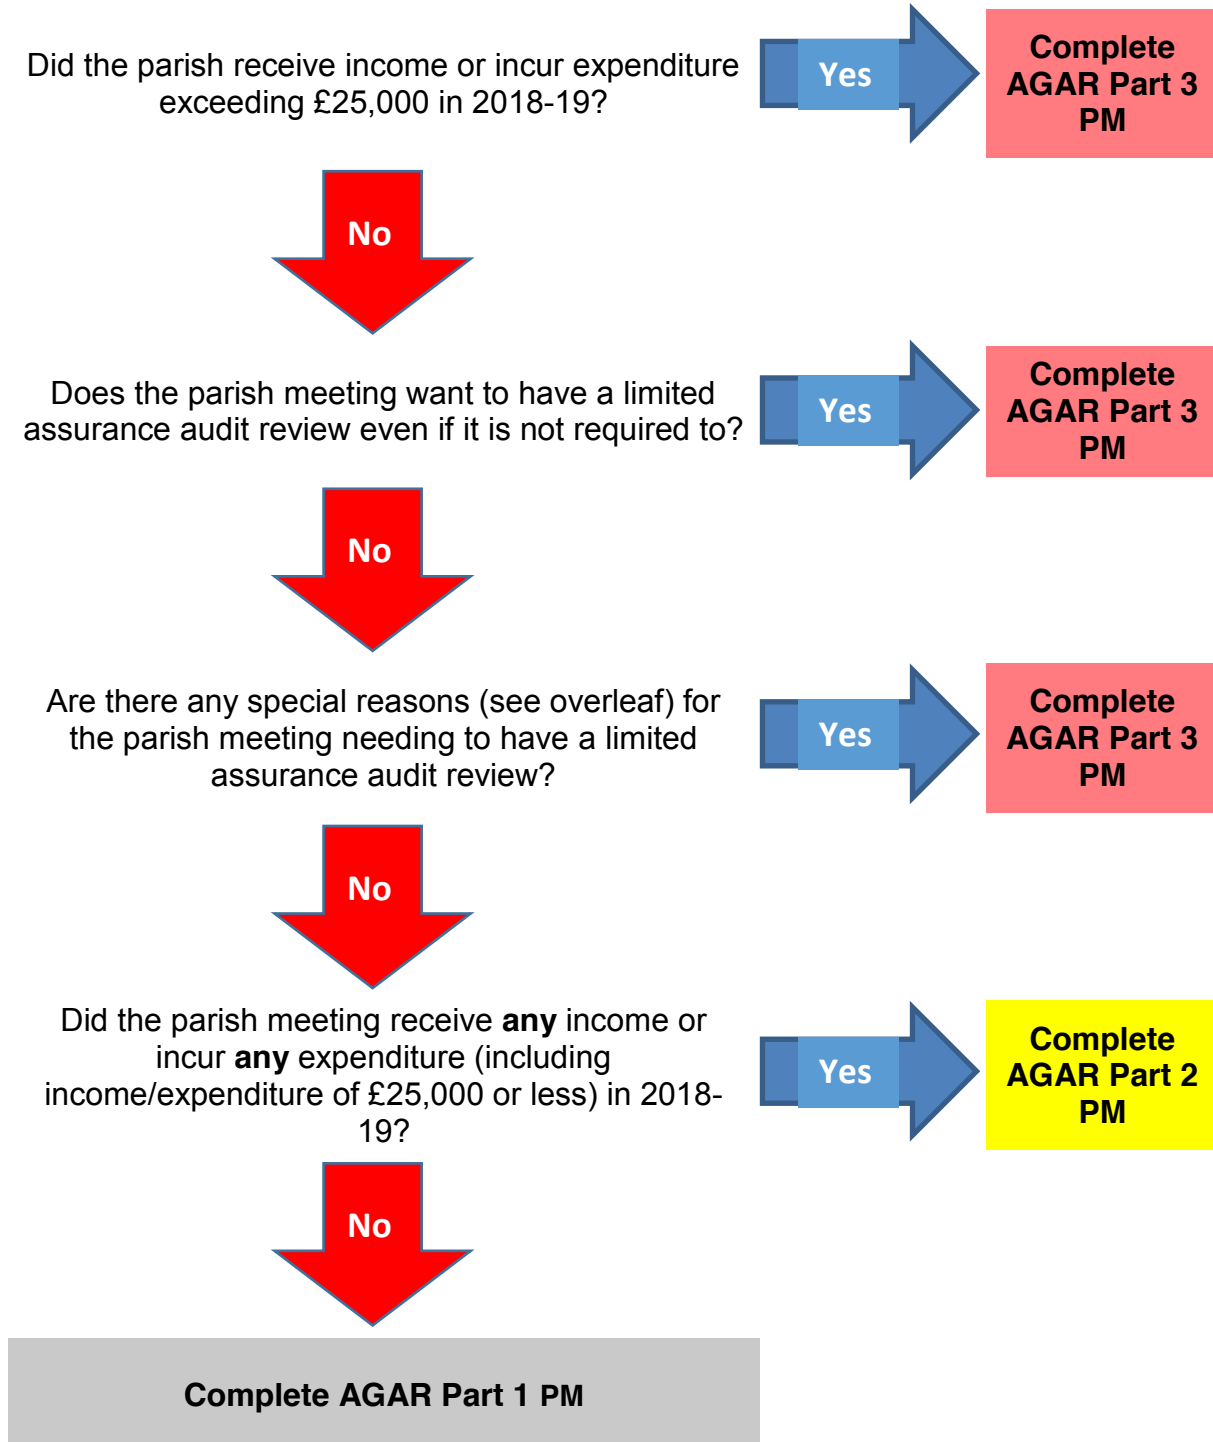 Did the parish receive income or incur expenditure
exceeding £25,000 in 2018-19?
Yes
Complete
AGAR Part 3
PM
No
Does the parish meeting want to have a limited
assurance audit review even if it is not required to?
Yes
Complete
AGAR Part 3
PM
No
Are there any special reasons (see overleaf) for
the parish meeting needing to have a limited
assurance audit review?
Yes
Complete
AGAR Part 3
PM
No
Did the parish meeting receive any income or
incur any expenditure (including
income/expenditure of £25,000 or less) in 2018-
19?
Yes
Complete
AGAR Part 2
PM
No
Complete AGAR Part 1 PM